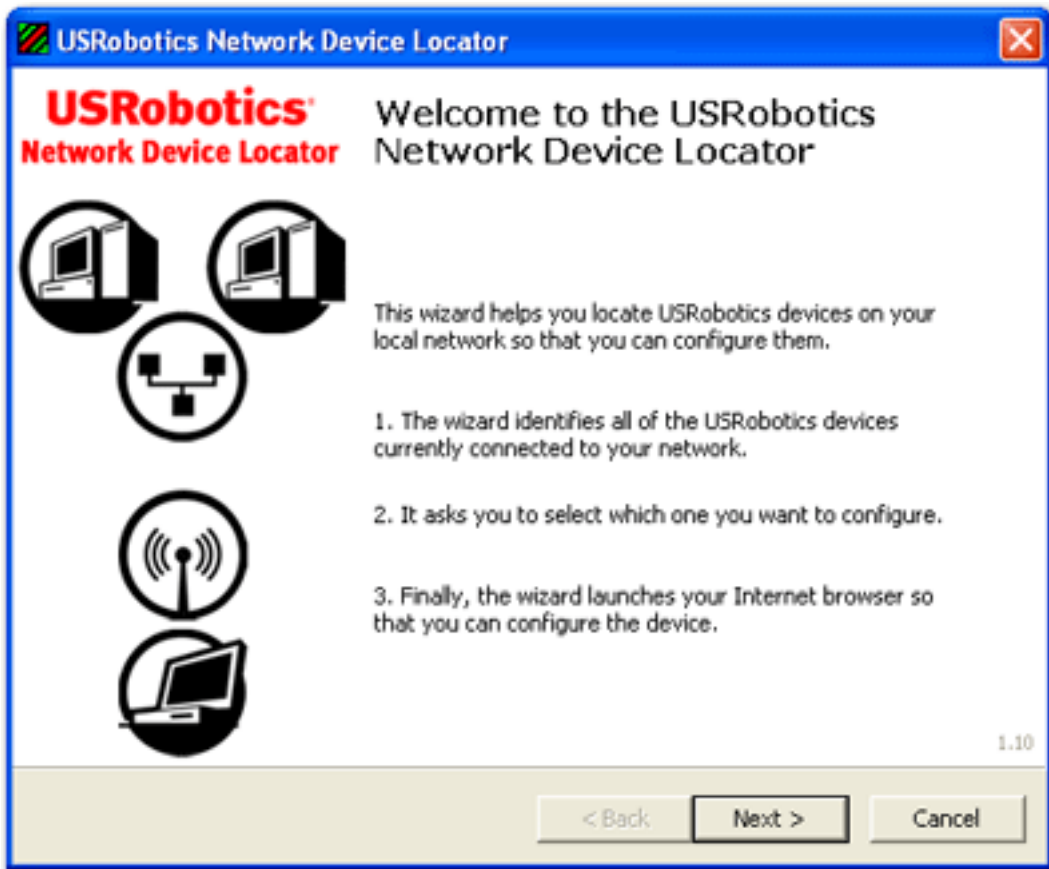 USRobotics Network Device Locator
USRobotics
Network Device Locator
Welcome to the USRobotics
Network Device Locator
This wizard helps you locate USRobotics devices on your
local network so that you can configure them.
1. The wizard identifies all of the USRobotics devices
currently connected to your network.
2. It asks you to select which one you want to configure.
3. Finally, the wizard launches your Internet browser so
that you can configure the device.
1.10
< Back
Next >
Cancel